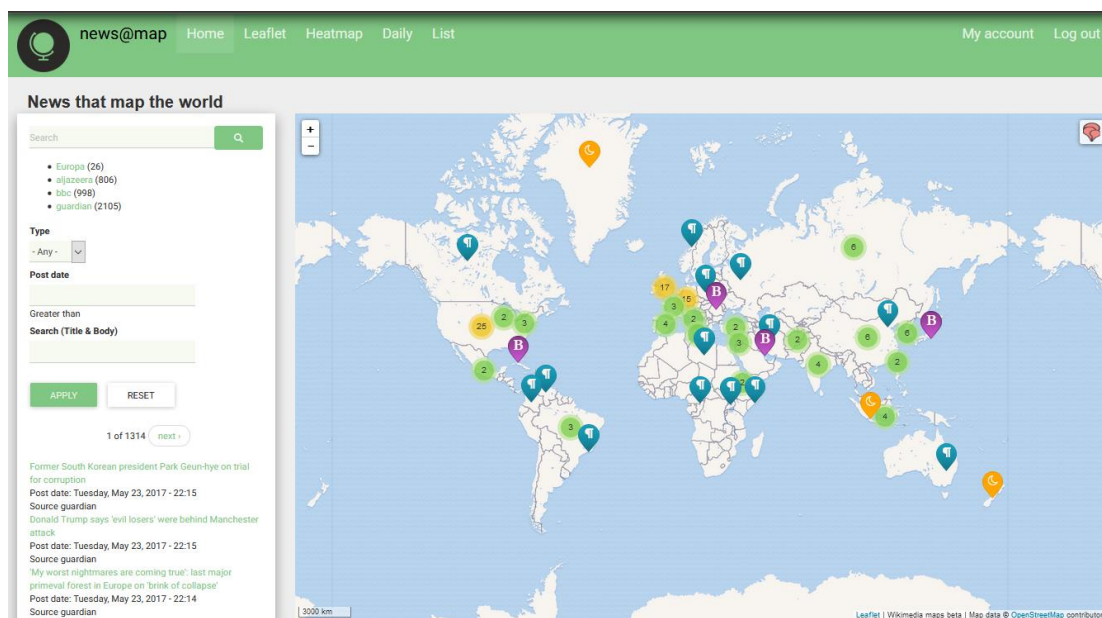 news@map Home Leaflet Heatmap Daily List My account Log out
News that map the world
Search
Europa (26)
aljazeera (806)
bbc (998)
guardian (2105)
Type
- Any -
Post date
Greater than
Search (Title & Body)
APPLY RESET
1 of 1314 next ›
Former South Korean president Park Geun-hye on trial
for corruption
Post date: Tuesday, May 23, 2017 - 22:15
Source guardian
Donald Trump says 'evil losers' were behind Manchester
attack
Post date: Tuesday, May 23, 2017 - 22:15
Source guardian
'My worst nightmares are coming true': last major
primeval forest in Europe on 'brink of collapse'
Post date: Tuesday, May 23, 2017 - 22:14
Source guardian
+
−
¶
¶
¶
¶
6
17
15
B
3
2
4
¶
2
3
¶
B
2
¶
B
6
6
2
4
25
2
3
B
2
¶
¶
¶
¶
2
¶
4
3
¶
¶
3000 km
Leaflet | Wikimedia maps beta | Map data © OpenStreetMap contributor